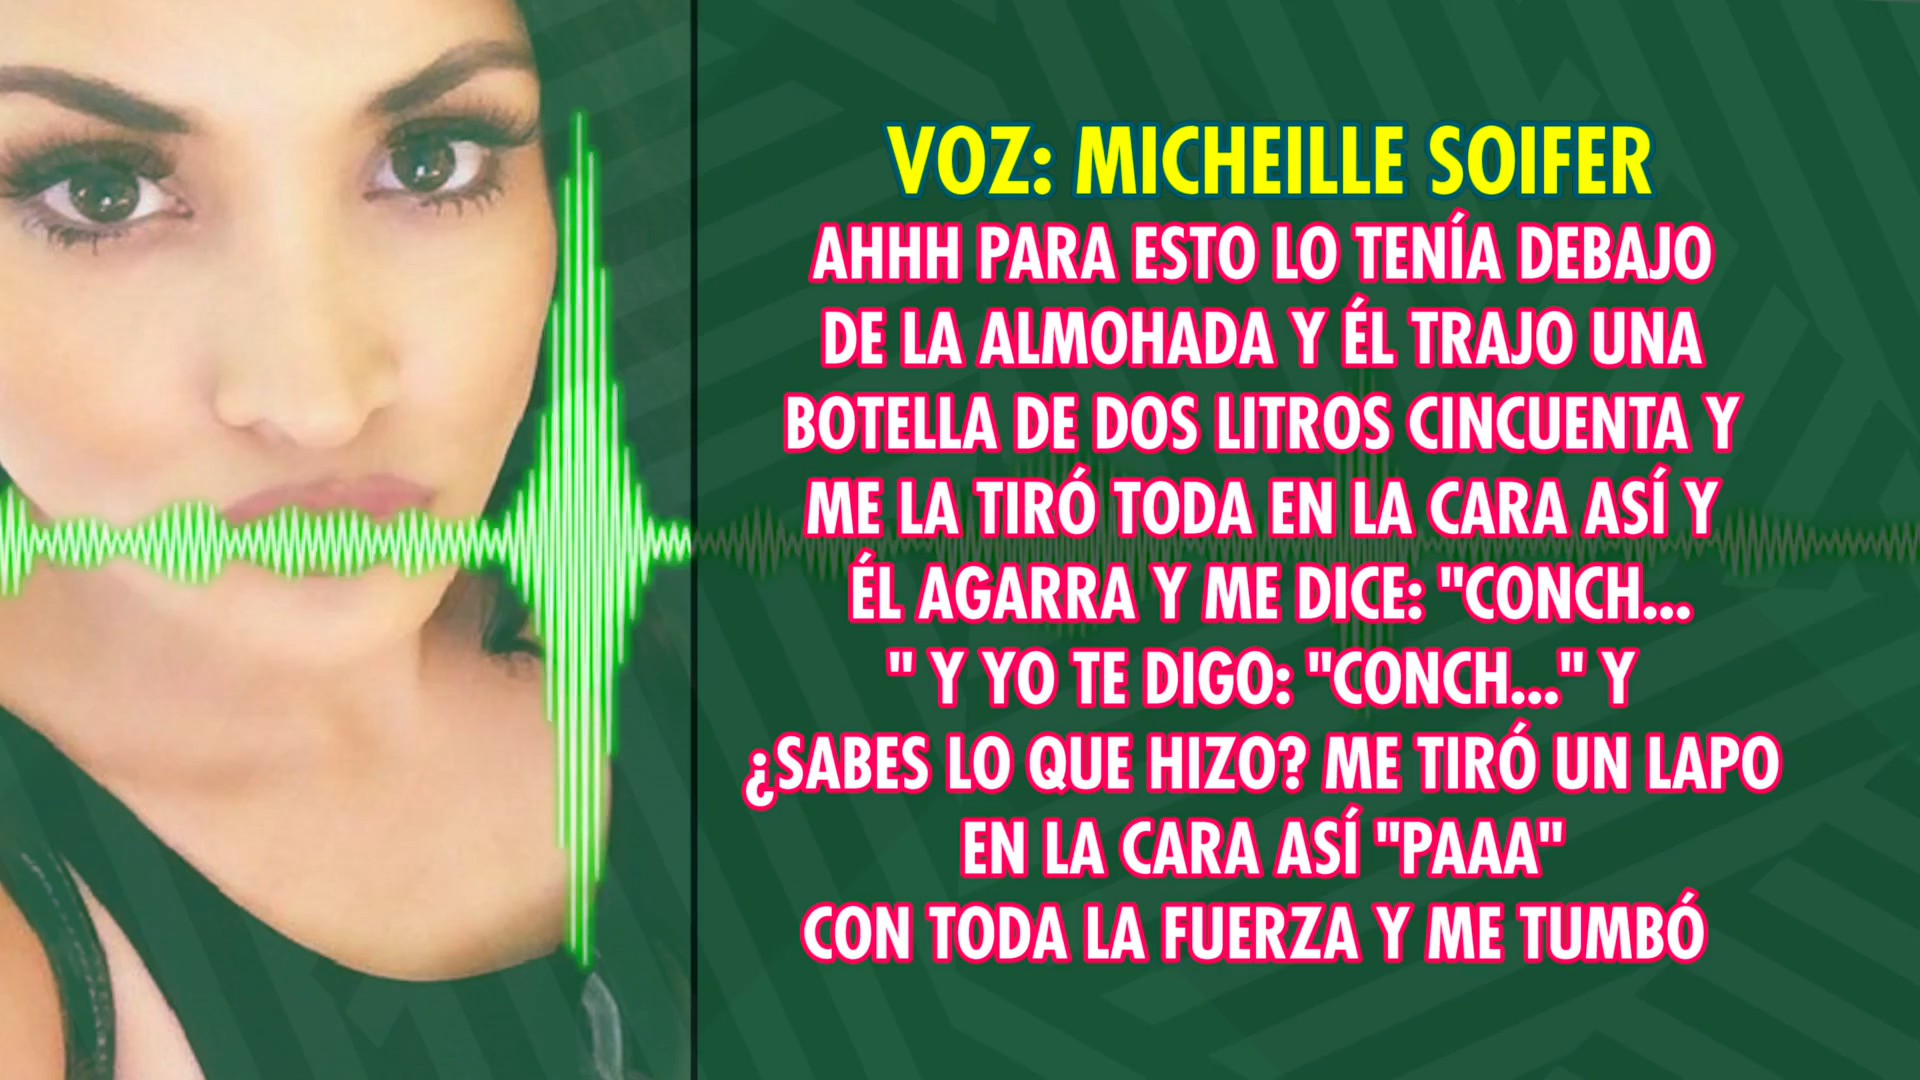 VOZ: MICHEILLE SOIFER
AHHH PARA ESTO LO TENÍA DEBAJO
DE LA ALMOHADA Y ÉL TRAJO UNA
BOTELLA DE DOS LITROS CINCUENTA Y
ME LA TIRÓ TODA EN LA CARA ASÍ Y
ÉL AGARRA Y ME DICE: "CONCH...
" Y YO TE DIGO: "CONCH..." Y
¿SABES LO QUE HIZO? ME TIRÓ UN LAPO
EN LA CARA ASÍ "PAAA"
CON TODA LA FUERZA Y ME TUMBÓ